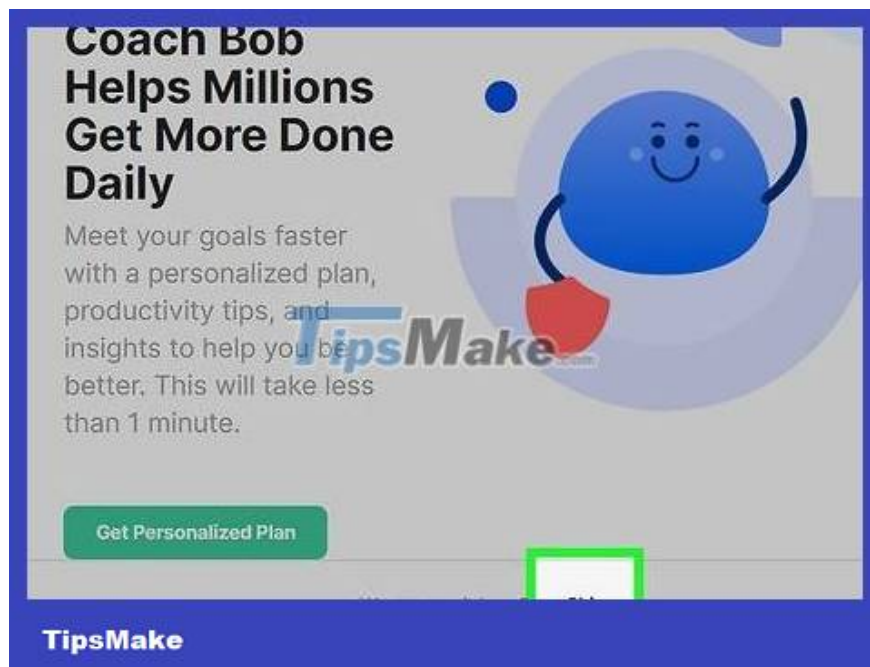 Coach Bob
Helps Millions
Get More Done
Daily
Meet your goals faster
with a personalized plan,
productivity tips, and
insights to help you be
better. This will take less
than 1 minute.
TipsMake.com
Get Personalized Plan
TipsMake